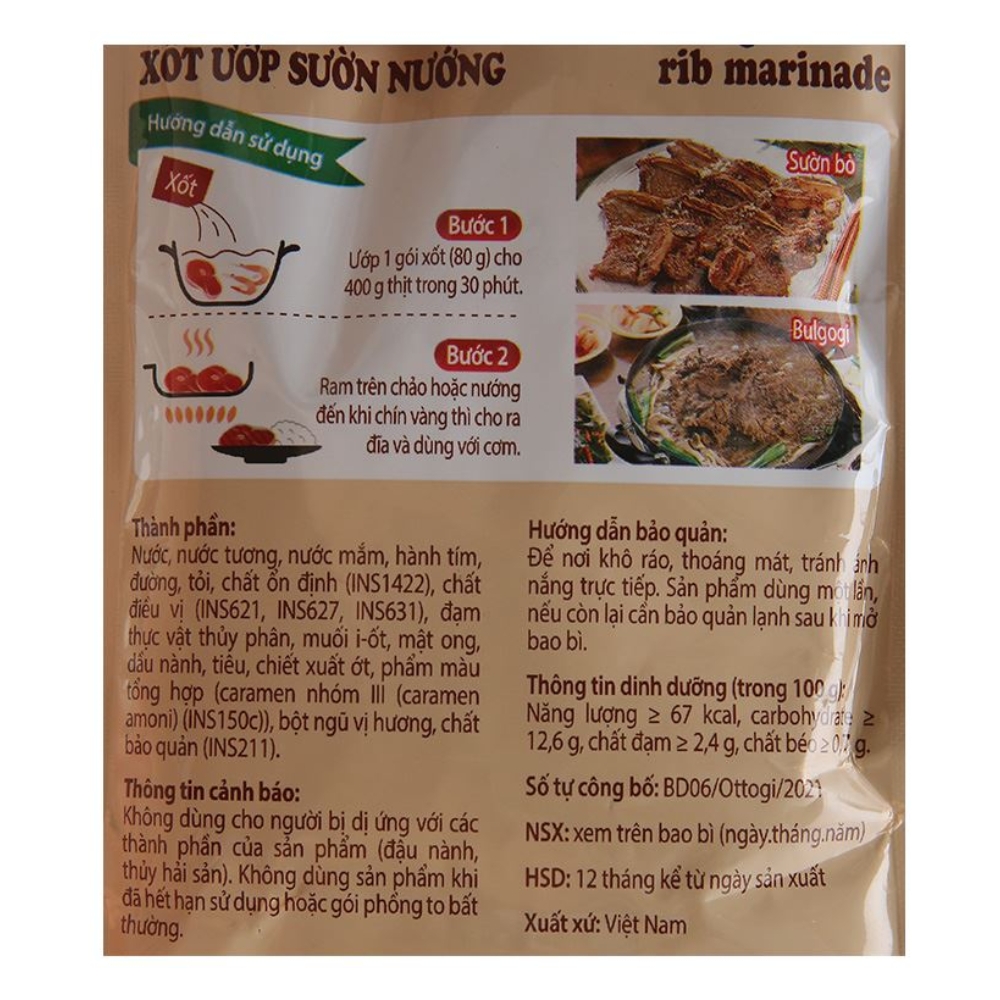 XỐT ƯỚP SƯỜN NƯỚNG
rib marinade
Hướng dẫn sử dụng
Xốt
Bước 1
Ướp 1 gói xốt (80 g) cho
400 g thịt trong 30 phút.
Bước 2
Ram trên chảo hoặc nướng
đến khi chín vàng thì cho ra
đĩa và dùng với cơm.
Sườn bò
Bulgogi
Thành phần:
Nước, nước tương, nước mắm, hành tím,
đường, tỏi, chất ổn định (INS1422), chất
điều vị (INS621, INS627, INS631), đạm
thực vật thủy phân, muối i-ốt, mật ong,
dầu nành, tiêu, chiết xuất ớt, phẩm màu
tổng hợp (caramen nhóm III (caramen
amoni) (INS150c)), bột ngũ vị hương, chất
bảo quản (INS211).
Thông tin cảnh báo:
Không dùng cho người bị dị ứng với các
thành phần của sản phẩm (đậu nành,
thủy hải sản). Không dùng sản phẩm khi
đã hết hạn sử dụng hoặc gói phồng to bất
thường.
Hướng dẫn bảo quản:
Để nơi khô ráo, thoáng mát, tránh ánh
nắng trực tiếp. Sản phẩm dùng một lần,
nếu còn lại cần bảo quản lạnh sau khi mở
bao bì.
Thông tin dinh dưỡng (trong 100 g):
Năng lượng ≥ 67 kcal, carbohydrate ≥
12,6 g, chất đạm ≥ 2,4 g, chất béo ≥ 0,7 g.
Số tự công bố: BD06/Ottogi/2021
NSX: xem trên bao bì (ngày.tháng.năm)
HSD: 12 tháng kể từ ngày sản xuất
Xuất xứ: Việt Nam